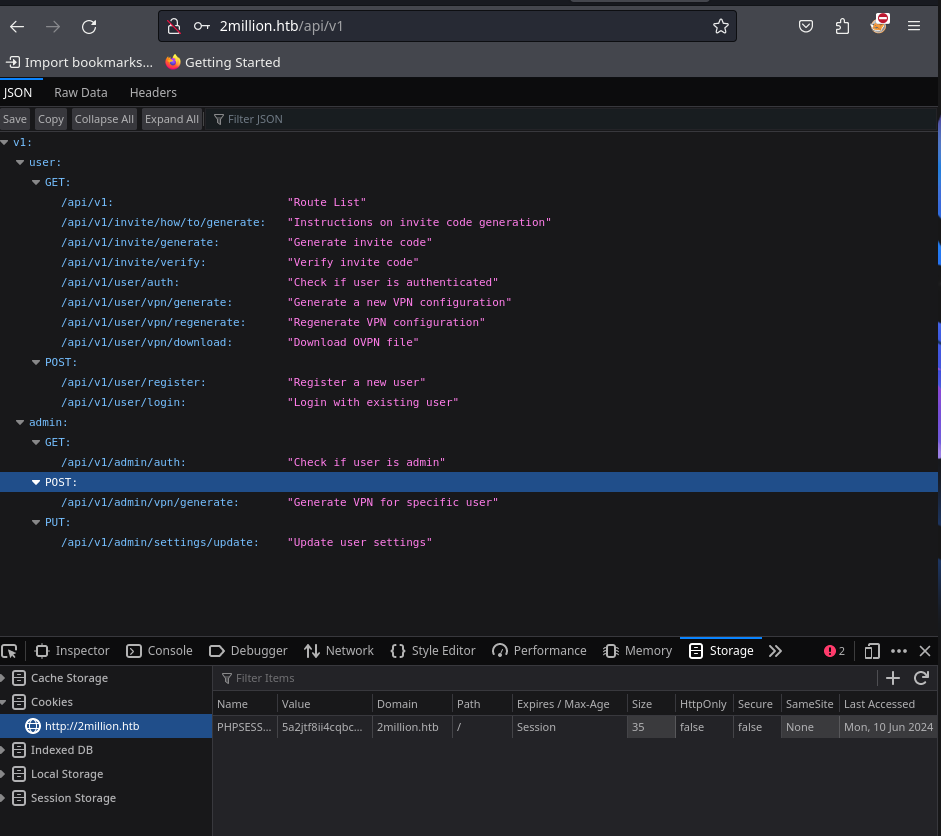 2million.htb/api/v1
Import bookmarks... Getting Started
JSON Raw Data Headers
Save Copy Collapse All Expand All Filter JSON
v1:
user:
GET:
/api/v1: "Route List"
/api/v1/invite/how/to/generate: "Instructions on invite code generation"
/api/v1/invite/generate: "Generate invite code"
/api/v1/invite/verify: "Verify invite code"
/api/v1/user/auth: "Check if user is authenticated"
/api/v1/user/vpn/generate: "Generate a new VPN configuration"
/api/v1/user/vpn/regenerate: "Regenerate VPN configuration"
/api/v1/user/vpn/download: "Download OVPN file"
POST:
/api/v1/user/register: "Register a new user"
/api/v1/user/login: "Login with existing user"
admin:
GET:
/api/v1/admin/auth: "Check if user is admin"
POST:
/api/v1/admin/vpn/generate: "Generate VPN for specific user"
PUT:
/api/v1/admin/settings/update: "Update user settings"
Inspector Console Debugger Network Style Editor Performance Memory Storage 2
Cache Storage Filter Items
Cookies Name Value Domain Path Expires / Max-Age Size HttpOnly Secure SameSite Last Accessed
http://2million.htb PHPSESS... 5a2jtf8ii4cqbc... 2million.htb / Session 35 false false None Mon, 10 Jun 2024
Indexed DB
Local Storage
Session Storage